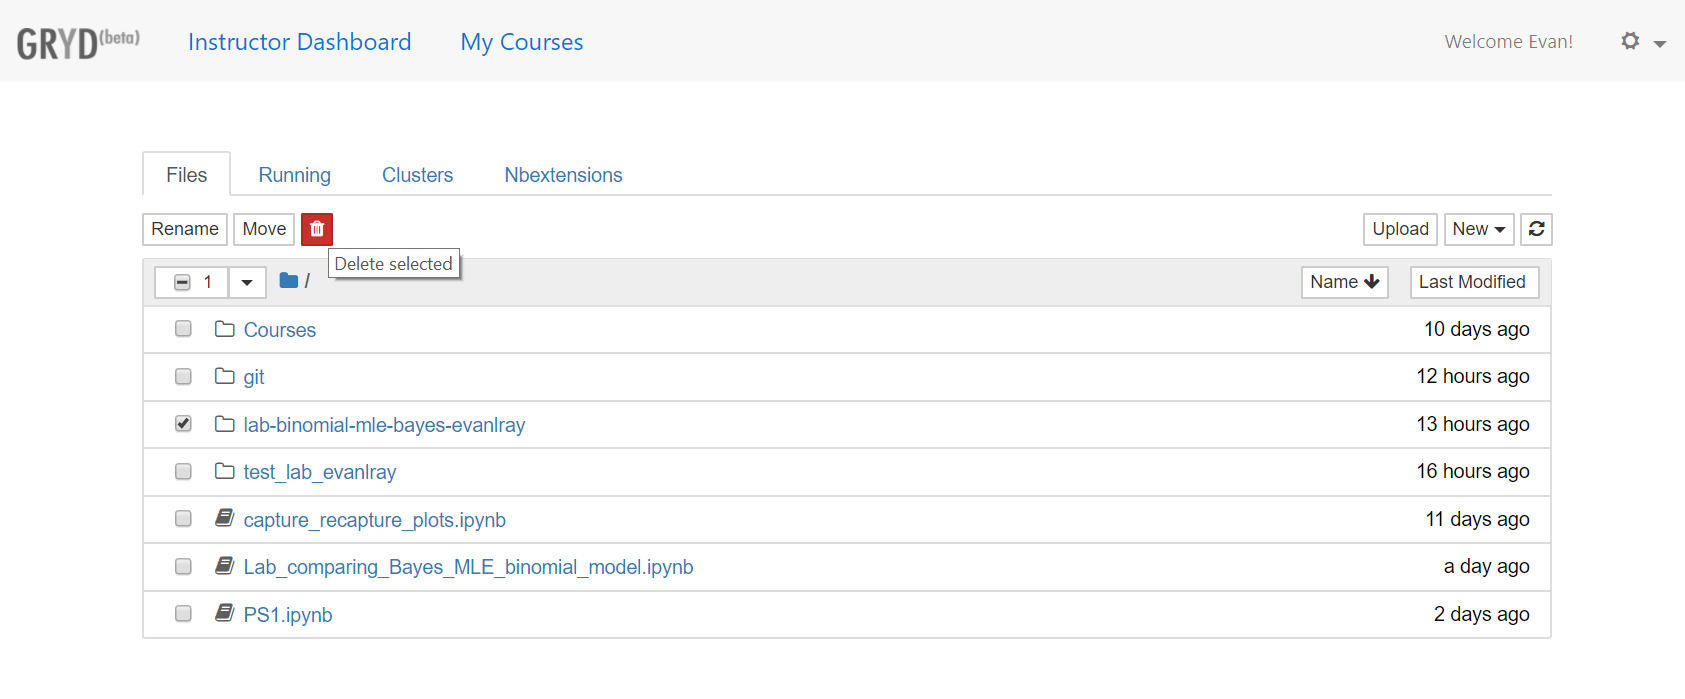 GRYD(beta) Instructor Dashboard My Courses Welcome Evan!
Files Running Clusters Nbextensions
Rename Move Upload New
Delete selected
1 / Name Last Modified
Courses 10 days ago
git 12 hours ago
lab-binomial-mle-bayes-evanlray 13 hours ago
test_lab_evanlray 16 hours ago
capture_recapture_plots.ipynb 11 days ago
Lab_comparing_Bayes_MLE_binomial_model.ipynb a day ago
PS1.ipynb 2 days ago